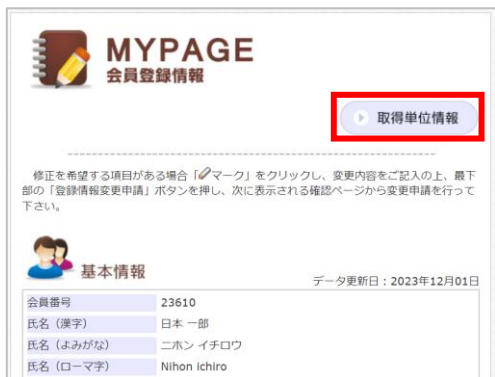 MYPAGE
会員登録情報
取得単位情報
修正を希望する項目がある場合「マーク」をクリックし、変更内容をご記入の上、最下
部の「登録情報変更申請」ボタンを押し、次に表示される確認ページから変更申請を行って
下さい。
基本情報
データ更新日：2023年12月01日
会員番号 23610
氏名（漢字） 日本 一郎
氏名（よみがな） ニホン イチロウ
氏名（ローマ字） Nihon ichiro